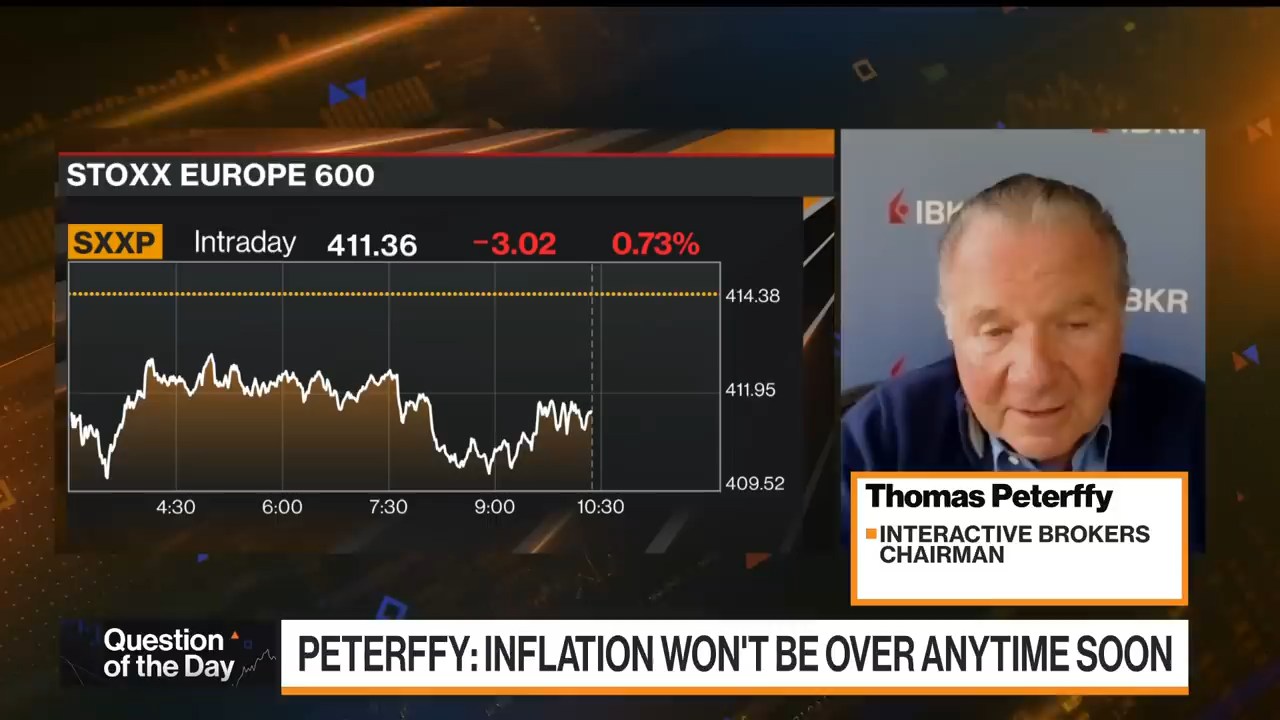 STOXX EUROPE 600
SXXP Intraday 411.36 −3.02 0.73%
414.38
411.95
409.52
4:30 6:00 7:30 9:00 10:30
IBKR
IBK
BKR
Thomas Peterffy
INTERACTIVE BROKERS
CHAIRMAN
Question
of the Day
PETERFFY: INFLATION WON'T BE OVER ANYTIME SOON